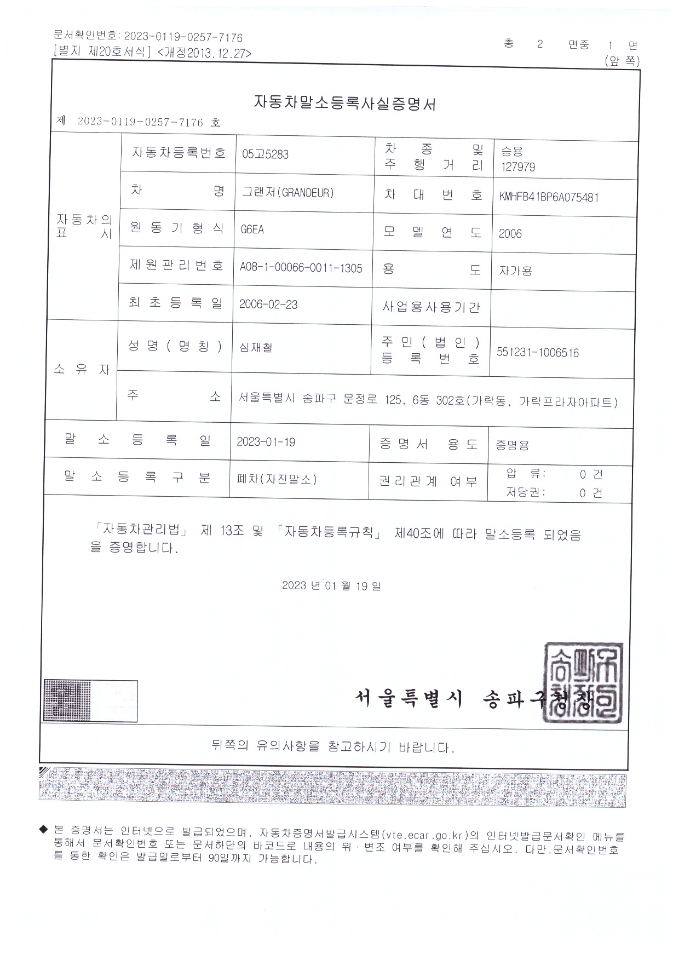 문서확인번호: 2023-0119-0257-7176
[별지 제20호서식] <개정2013.12.27>
총 2 면중 1 면
(앞 쪽)
자동차말소등록사실증명서
제 2023-0119-0257-7176 호
자동차의 표시
자동차등록번호 05고5283
차종 및 주행거리 승용 127979
차명 그랜저(GRANDEUR)
차대번호 KMHFB41BP6A075481
원동기형식 G6EA
모델연도 2006
제원관리번호 A08-1-00066-0011-1305
용도 자가용
최초등록일 2006-02-23
사업용사용기간
소유자
성명(명칭) 심재철
주민(법인)등록번호 551231-1006516
주소 서울특별시 송파구 문정로 125, 6동 302호(가락동, 가락프라자아파트)
말소등록일 2023-01-19
증명서 용도 증명용
말소등록구분 폐차(자진말소)
권리관계 여부
압 류: 0 건
저당권: 0 건
「자동차관리법」 제 13조 및 「자동차등록규칙」 제40조에 따라 말소등록 되었음
을 증명합니다.
2023 년 01 월 19 일
서울특별시 송파구청장
뒤쪽의 유의사항을 참고하시기 바랍니다.
◆ 본 증명서는 인터넷으로 발급되었으며, 자동차증명서발급시스템(vte.ecar.go.kr)의 인터넷발급문서확인 메뉴를
통해서 문서확인번호 또는 문서하단의 바코드로 내용의 위·변조 여부를 확인해 주십시오. 다만,문서확인번호
를 통한 확인은 발급일로부터 90일까지 가능합니다.